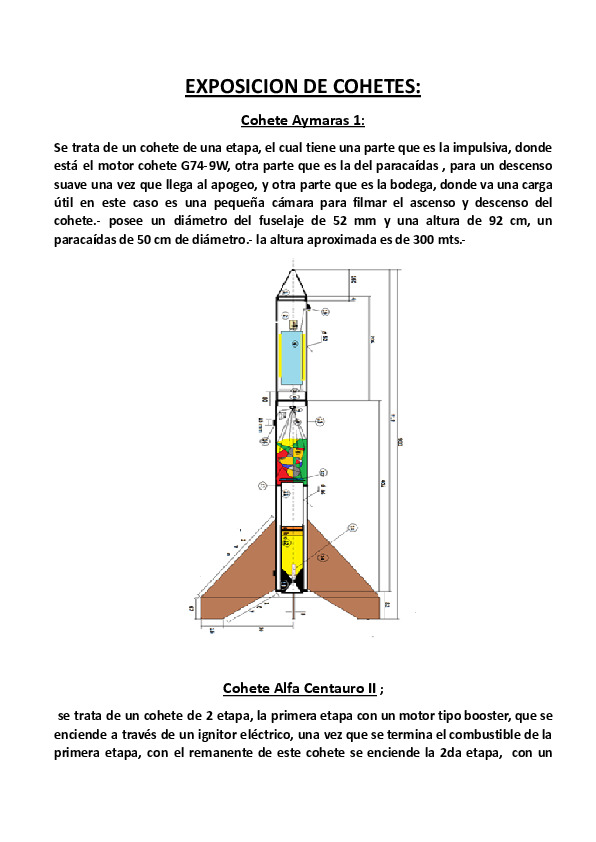 EXPOSICION DE COHETES:
Cohete Aymaras 1:
Se trata de un cohete de una etapa, el cual tiene una parte que es la impulsiva, donde
está el motor cohete G74-9W, otra parte que es la del paracaídas , para un descenso
suave una vez que llega al apogeo, y otra parte que es la bodega, donde va una carga
útil en este caso es una pequeña cámara para filmar el ascenso y descenso del
cohete.- posee un diámetro del fuselaje de 52 mm y una altura de 92 cm, un
paracaídas de 50 cm de diámetro.- la altura aproximada es de 300 mts.-
Cohete Alfa Centauro II ;
se trata de un cohete de 2 etapa, la primera etapa con un motor tipo booster, que se
enciende a través de un ignitor eléctrico, una vez que se termina el combustible de la
primera etapa, con el remanente de este cohete se enciende la 2da etapa, con un